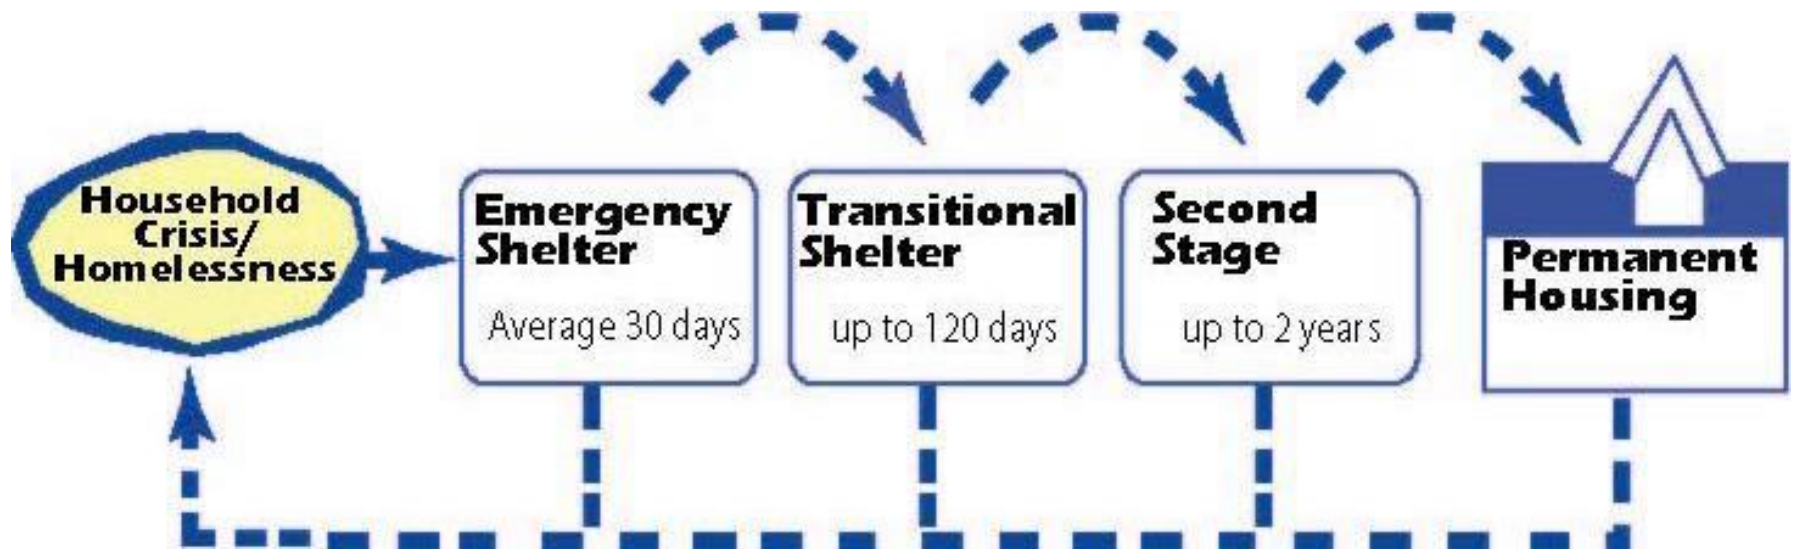 Household
Crisis/
Homelessness
Emergency
Shelter
Average 30 days
Transitional
Shelter
up to 120 days
Second
Stage
up to 2 years
Permanent
Housing